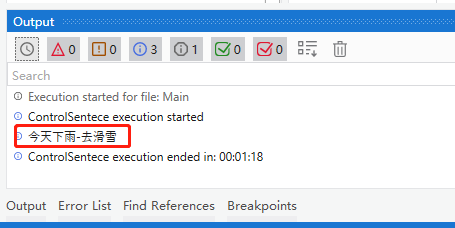 Output
0 0 3 1 0 0
Search
Execution started for file: Main
ControlSentece execution started
今天下雨-去滑雪
ControlSentece execution ended in: 00:01:18
Output Error List Find References Breakpoints